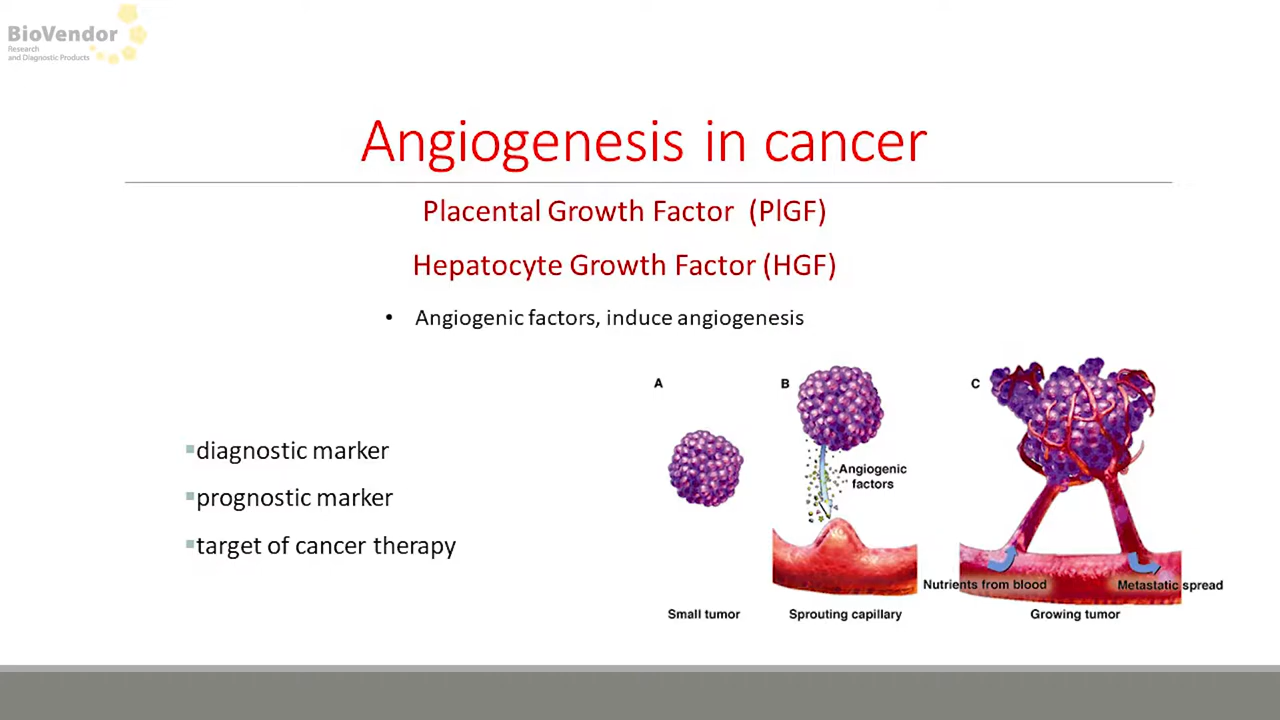 BioVendor
Research
and Diagnostic Products
Angiogenesis in cancer
Placental Growth Factor (PlGF)
Hepatocyte Growth Factor (HGF)
• Angiogenic factors, induce angiogenesis
▪diagnostic marker
▪prognostic marker
▪target of cancer therapy
A
B
C
Angiogenic
factors
Nutrients from blood
Metastatic spread
Small tumor
Sprouting capillary
Growing tumor